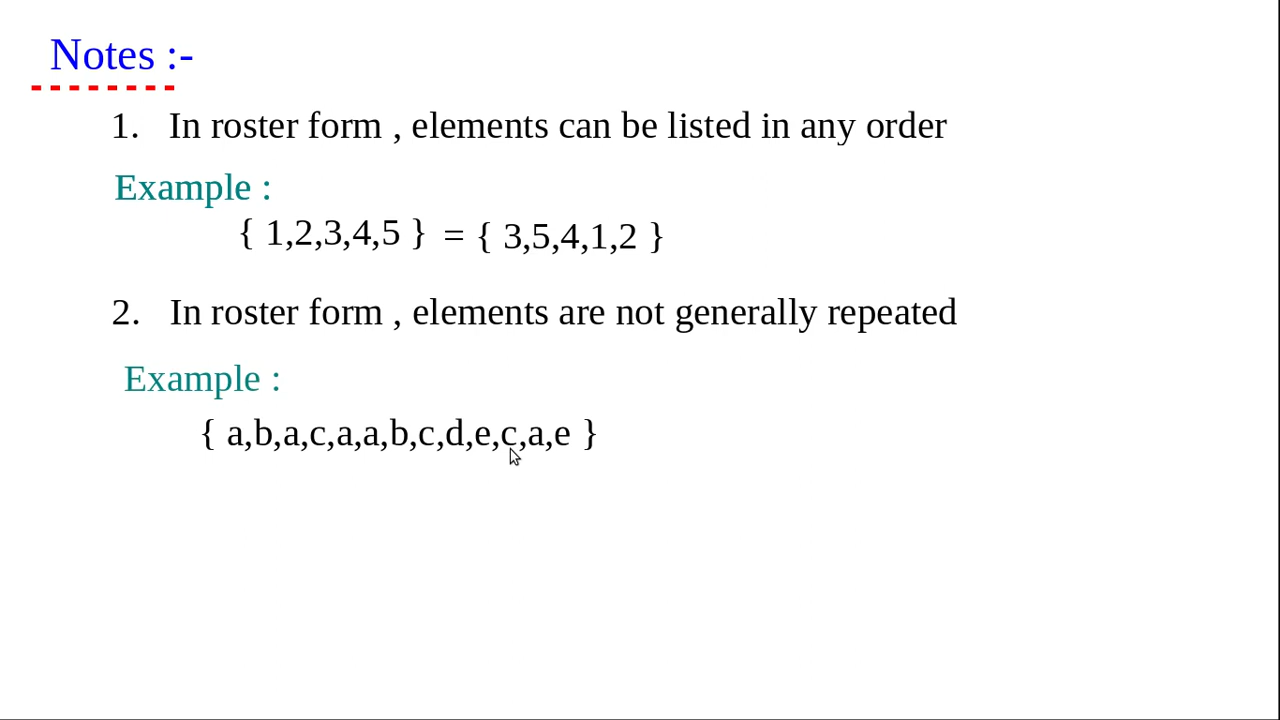 Notes :-
1. In roster form , elements can be listed in any order
Example :
{ 1,2,3,4,5 } = { 3,5,4,1,2 }
2. In roster form , elements are not generally repeated
Example :
{ a,b,a,c,a,a,b,c,d,e,c,a,e }